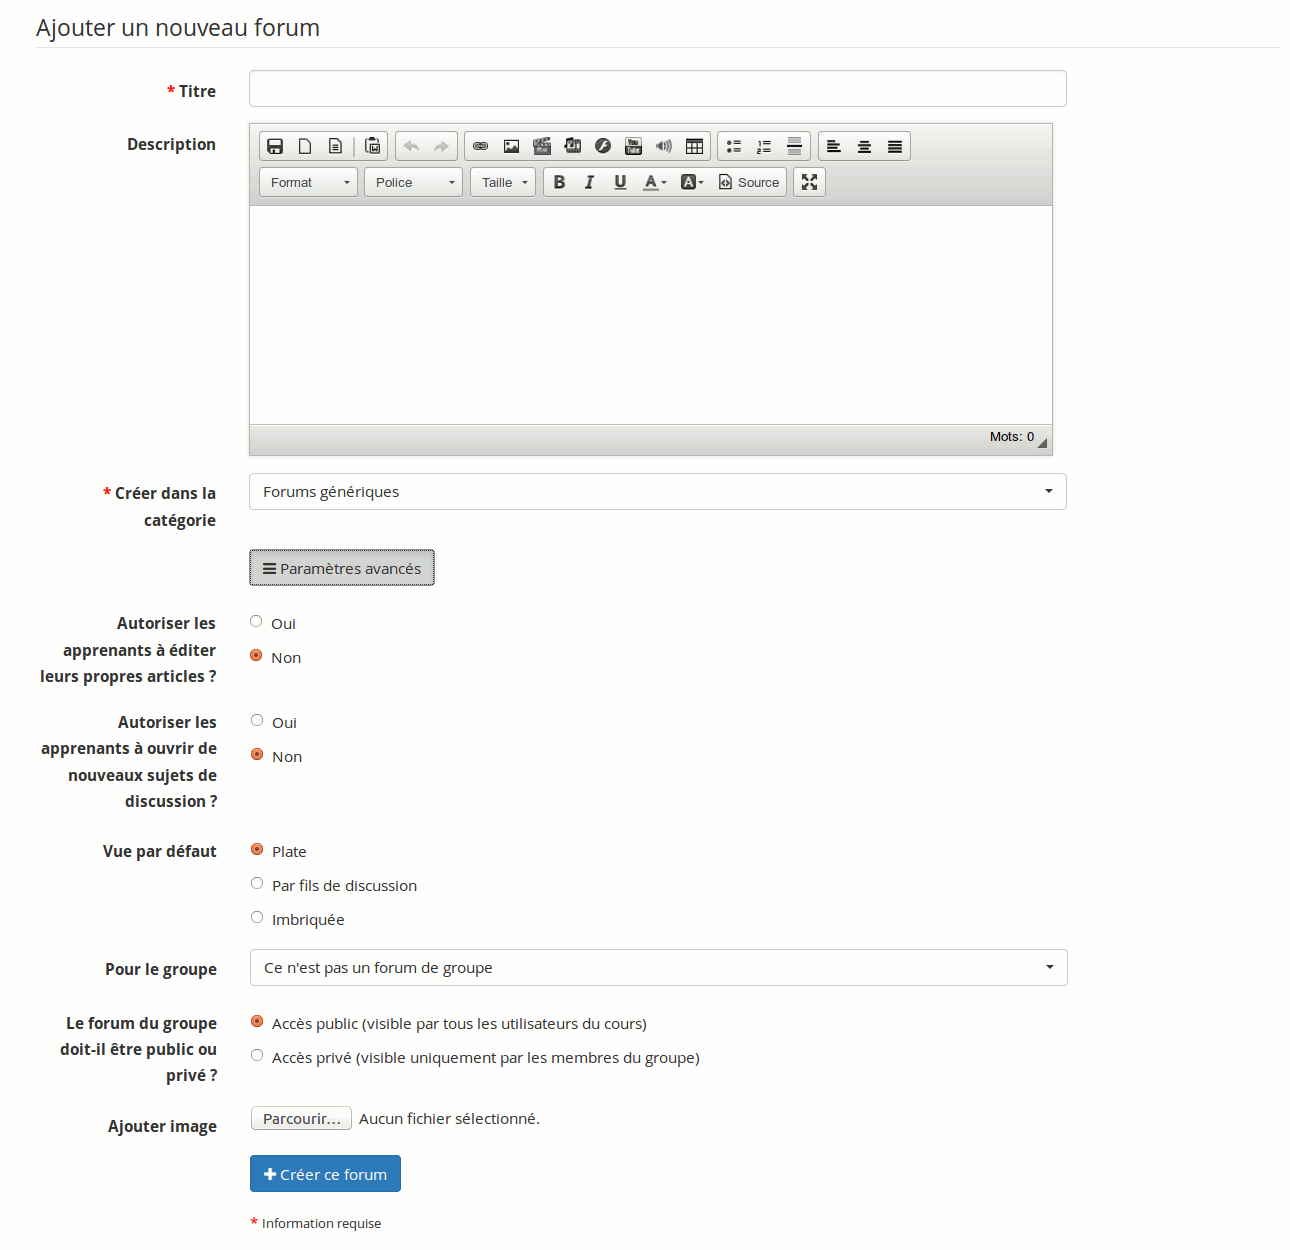 Ajouter un nouveau forum
* Titre
Description
Format Police Taille B I U A A Source
Mots: 0
* Créer dans la
catégorie
Forums génériques
Paramètres avancés
Autoriser les
apprenants à éditer
leurs propres articles ?
Oui
Non
Autoriser les
apprenants à ouvrir de
nouveaux sujets de
discussion ?
Oui
Non
Vue par défaut
Plate
Par fils de discussion
Imbriquée
Pour le groupe
Ce n'est pas un forum de groupe
Le forum du groupe
doit-il être public ou
privé ?
Accès public (visible par tous les utilisateurs du cours)
Accès privé (visible uniquement par les membres du groupe)
Ajouter image
Parcourir... Aucun fichier sélectionné.
Créer ce forum
* Information requise